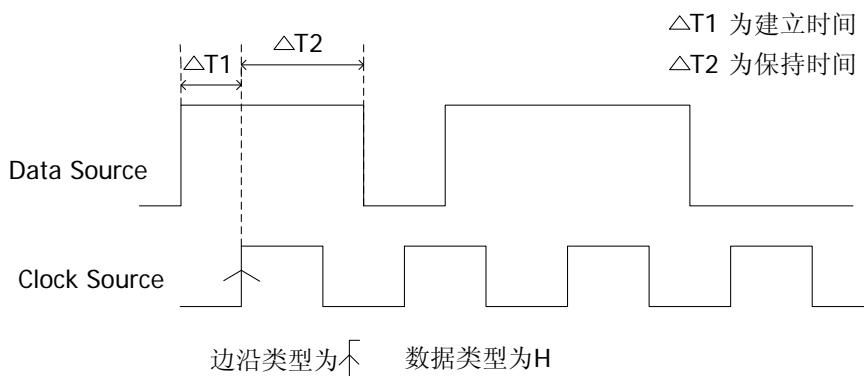 △T1 为建立时间
△T2 为保持时间
△T2
△T1
Data Source
Clock Source
边沿类型为 数据类型为H